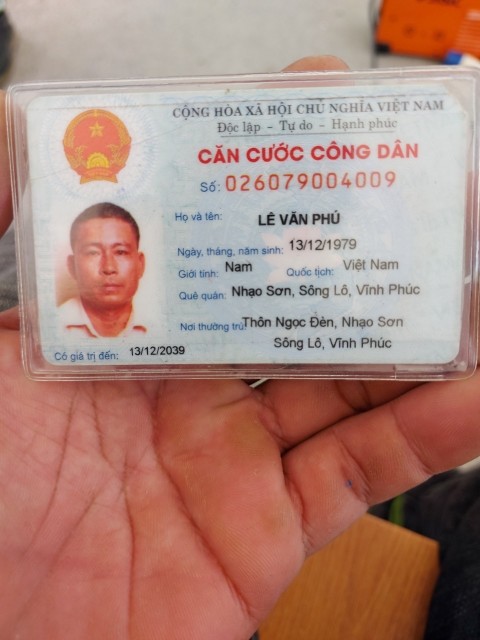 CỘNG HÒA XÃ HỘI CHỦ NGHĨA VIỆT NAM
Độc lập - Tự do - Hạnh phúc
CĂN CƯỚC CÔNG DÂN
Số: 026079004009
Họ và tên: LÊ VĂN PHÚ
Ngày, tháng, năm sinh: 13/12/1979
Giới tính: Nam Quốc tịch: Việt Nam
Quê quán: Nhạo Sơn, Sông Lô, Vĩnh Phúc
Nơi thường trú: Thôn Ngọc Đèn, Nhạo Sơn
Sông Lô, Vĩnh Phúc
Có giá trị đến: 13/12/2039